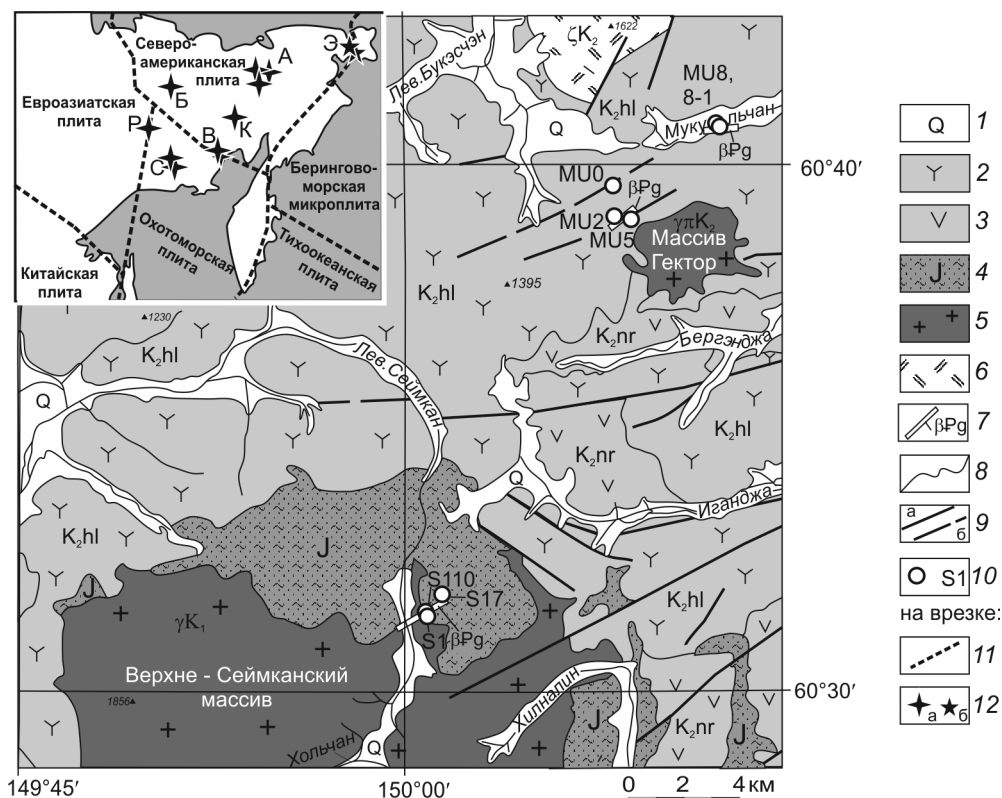 Северо-
американская
плита
А
Э
Евроазиатская
плита
Б
Р
К
В
С
Берингово-
морская
микроплита
Охотоморская
плита
Тихоокеанская
плита
Китайская
плита
Лев.Букэсчэн
ζK₂
▲1622
K₂hl
MU8,
8-1
Мукульчан
βPg
Q
60°40′
MU0
βPg
MU2
MU5
γπK₂
Массив
Гектор
K₂hl
▲1395
▲1230
K₂hl
K₂nr
Бергэнджа
Лев.Сеймкан
Q
K₂hl
K₂nr
Q
Иганджа
K₂hl
J
J
S110
S17
S1
βPg
K₂hl
γK₁
Верхне - Сеймканский
массив
1856▲
60°30′
Хилналин
J
K₂nr
J
Хольчан
Q
149°45′
150°00′
0 2 4 км
Q 1
2
3
J 4
5
6
βPg 7
8
а б 9
S1 10
на врезке:
11
а б 12